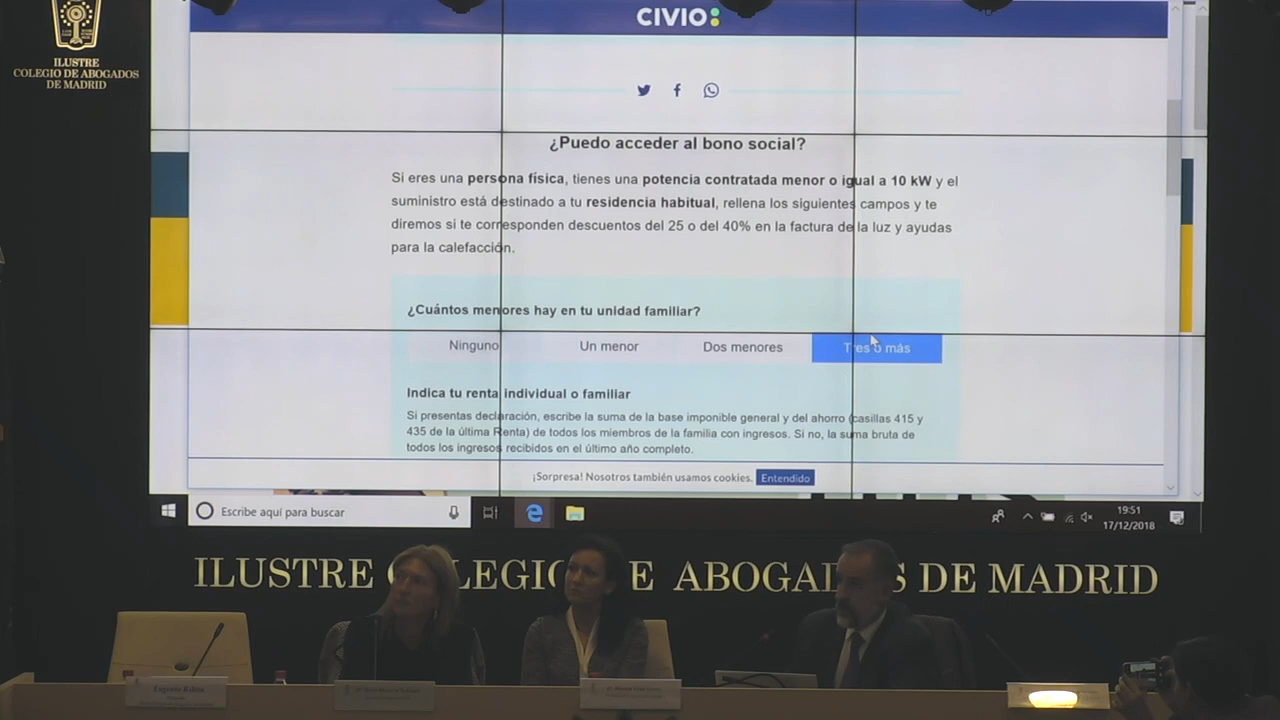 CIVIO
ILUSTRE
COLEGIO DE ABOGADOS
DE MADRID
¿Puedo acceder al bono social?
Si eres una persona física, tienes una potencia contratada menor o igual a 10 kW y el
suministro está destinado a tu residencia habitual, rellena los siguientes campos y te
diremos si te corresponden descuentos del 25 o del 40% en la factura de la luz y ayudas
para la calefacción.
¿Cuántos menores hay en tu unidad familiar?
Ninguno
Un menor
Dos menores
Tres o más
Indica tu renta individual o familiar
Si presentas declaración, escribe la suma de la base imponible general y del ahorro (casillas 415 y
435 de la última Renta) de todos los miembros de la familia con ingresos. Si no, la suma bruta de
todos los ingresos recibidos en el último año completo.
¡Sorpresa! Nosotros también usamos cookies. Entendido
Escribe aquí para buscar
19:51
17/12/2018
ILUSTRE COLEGIO DE ABOGADOS DE MADRID